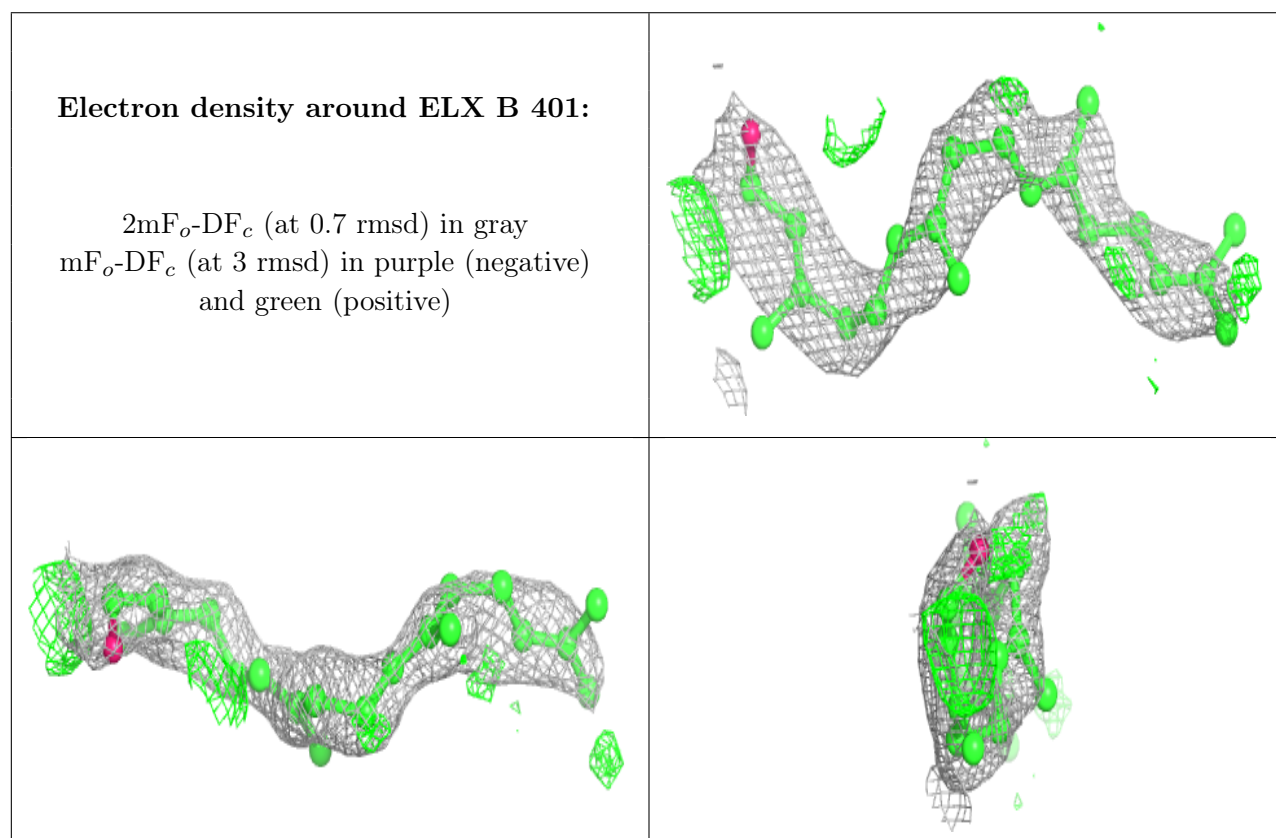 Electron density around ELX B 401:
2mFo-DFc (at 0.7 rmsd) in gray
mFo-DFc (at 3 rmsd) in purple (negative)
and green (positive)